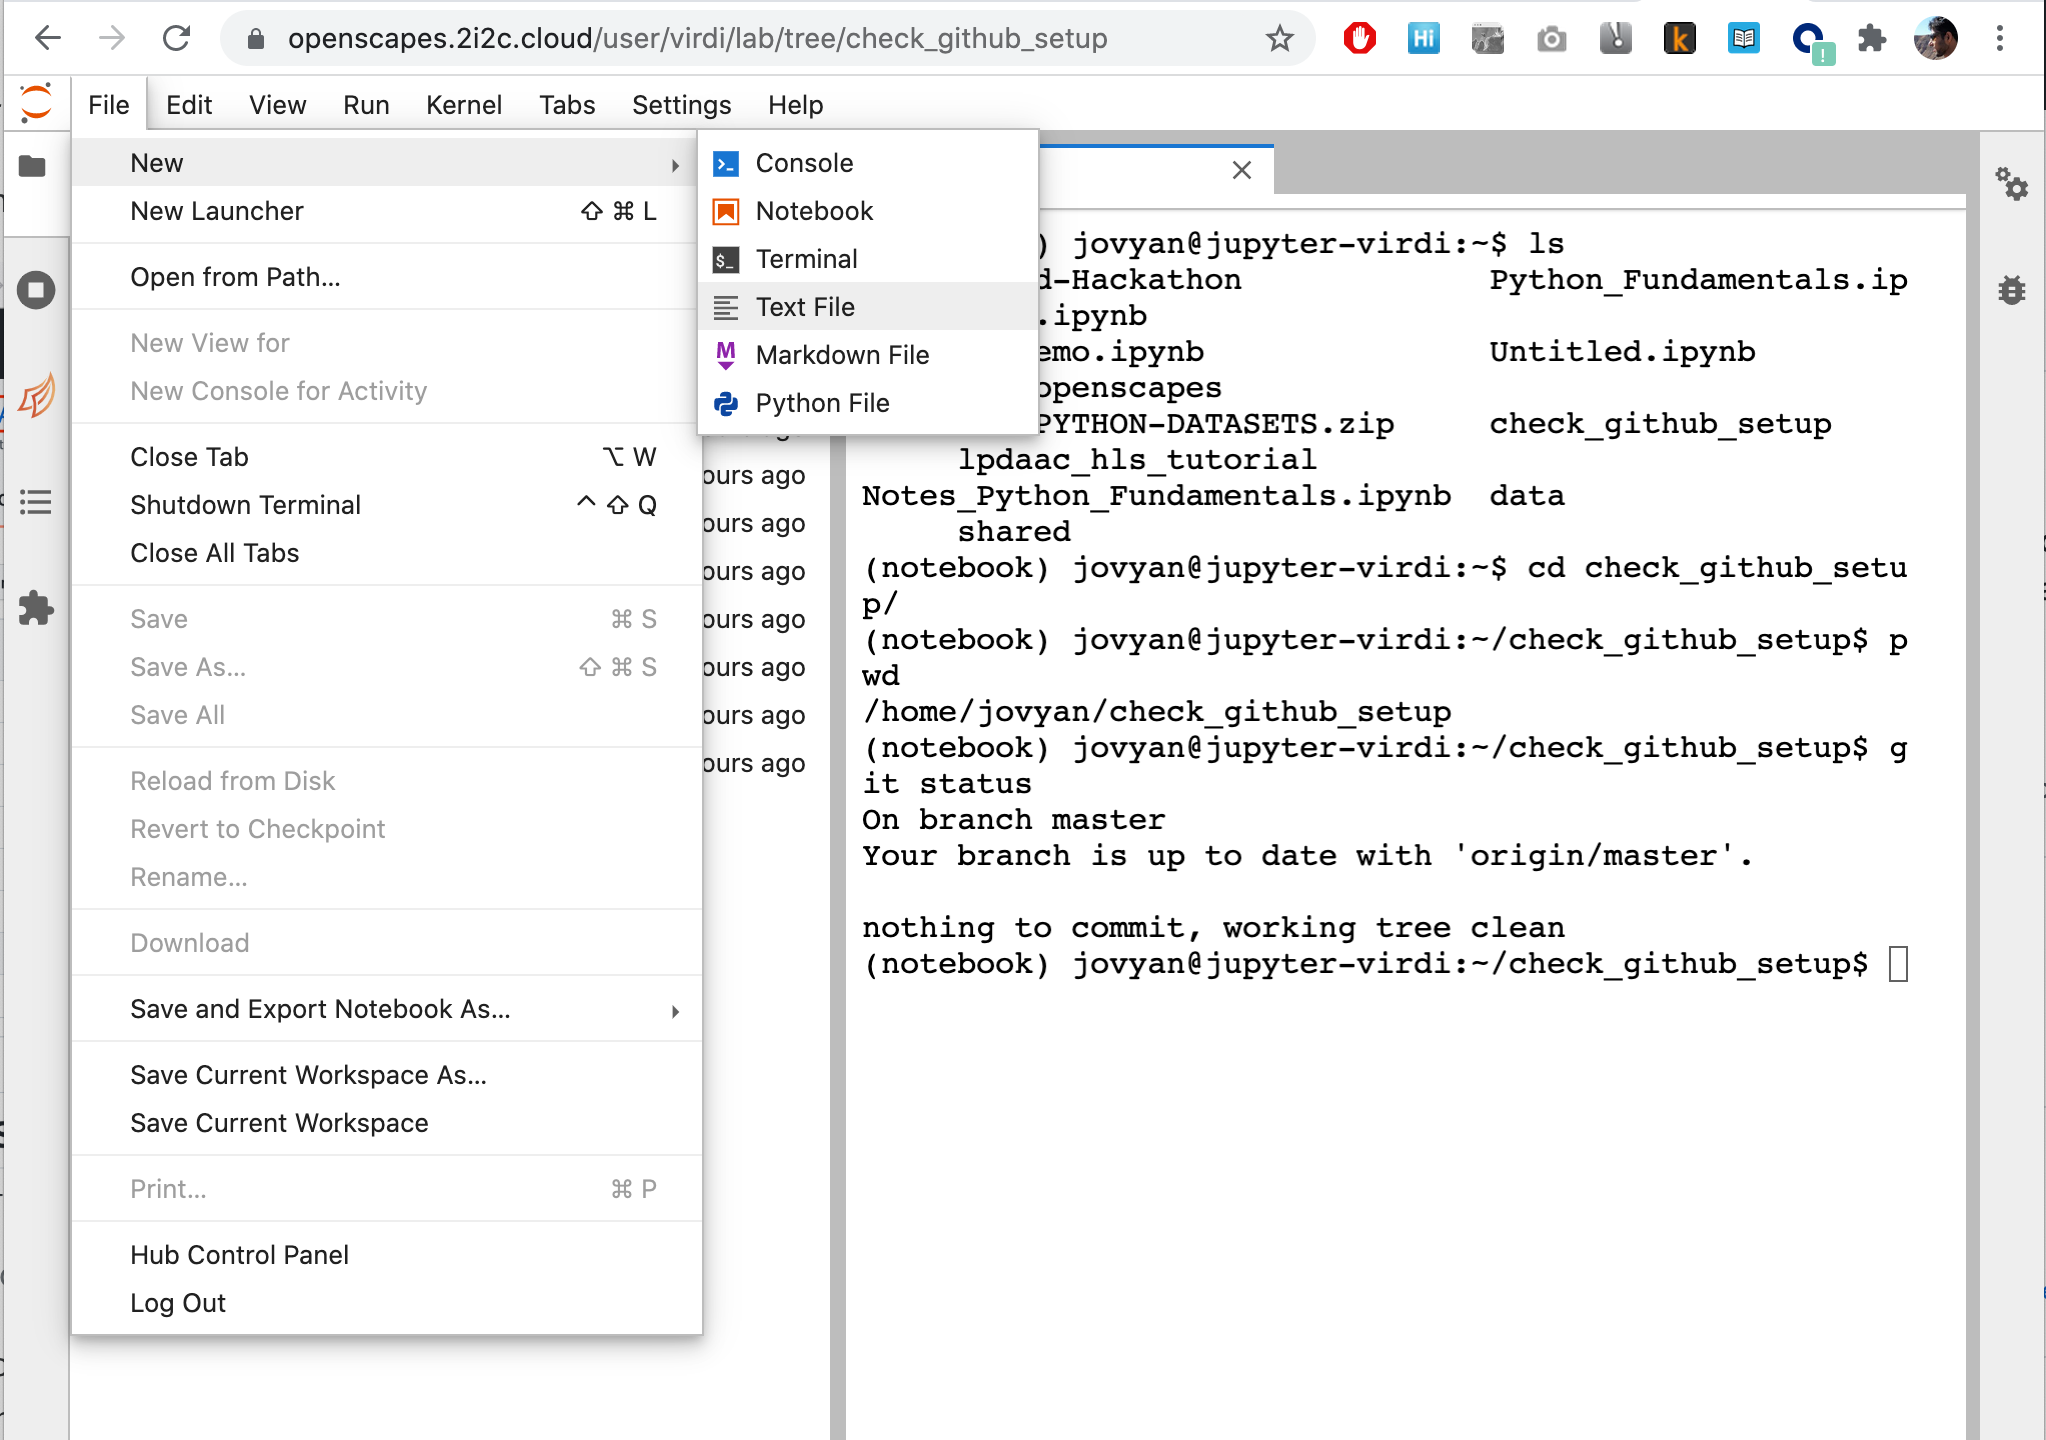 openscapes.2i2c.cloud/user/virdi/lab/tree/check_github_setup
Hi
k
!
File Edit View Run Kernel Tabs Settings Help
New
New Launcher ⇧ ⌘ L
Open from Path...
New View for
New Console for Activity
Close Tab ⌥ W
Shutdown Terminal ^ ⇧ Q
Close All Tabs
Save ⌘ S
Save As... ⇧ ⌘ S
Save All
Reload from Disk
Revert to Checkpoint
Rename...
Download
Save and Export Notebook As...
Save Current Workspace As...
Save Current Workspace
Print... ⌘ P
Hub Control Panel
Log Out
Console
Notebook
$_ Terminal
Text File
M Markdown File
Python File
ours ago
ours ago
ours ago
ours ago
ours ago
ours ago
ours ago
) jovyan@jupyter-virdi:~$ ls
d-Hackathon Python_Fundamentals.ip
.ipynb
emo.ipynb Untitled.ipynb
openscapes
PYTHON-DATASETS.zip check_github_setup
lpdaac_hls_tutorial
Notes_Python_Fundamentals.ipynb data
shared
(notebook) jovyan@jupyter-virdi:~$ cd check_github_setu
p/
(notebook) jovyan@jupyter-virdi:~/check_github_setup$ p
wd
/home/jovyan/check_github_setup
(notebook) jovyan@jupyter-virdi:~/check_github_setup$ g
it status
On branch master
Your branch is up to date with 'origin/master'.
nothing to commit, working tree clean
(notebook) jovyan@jupyter-virdi:~/check_github_setup$